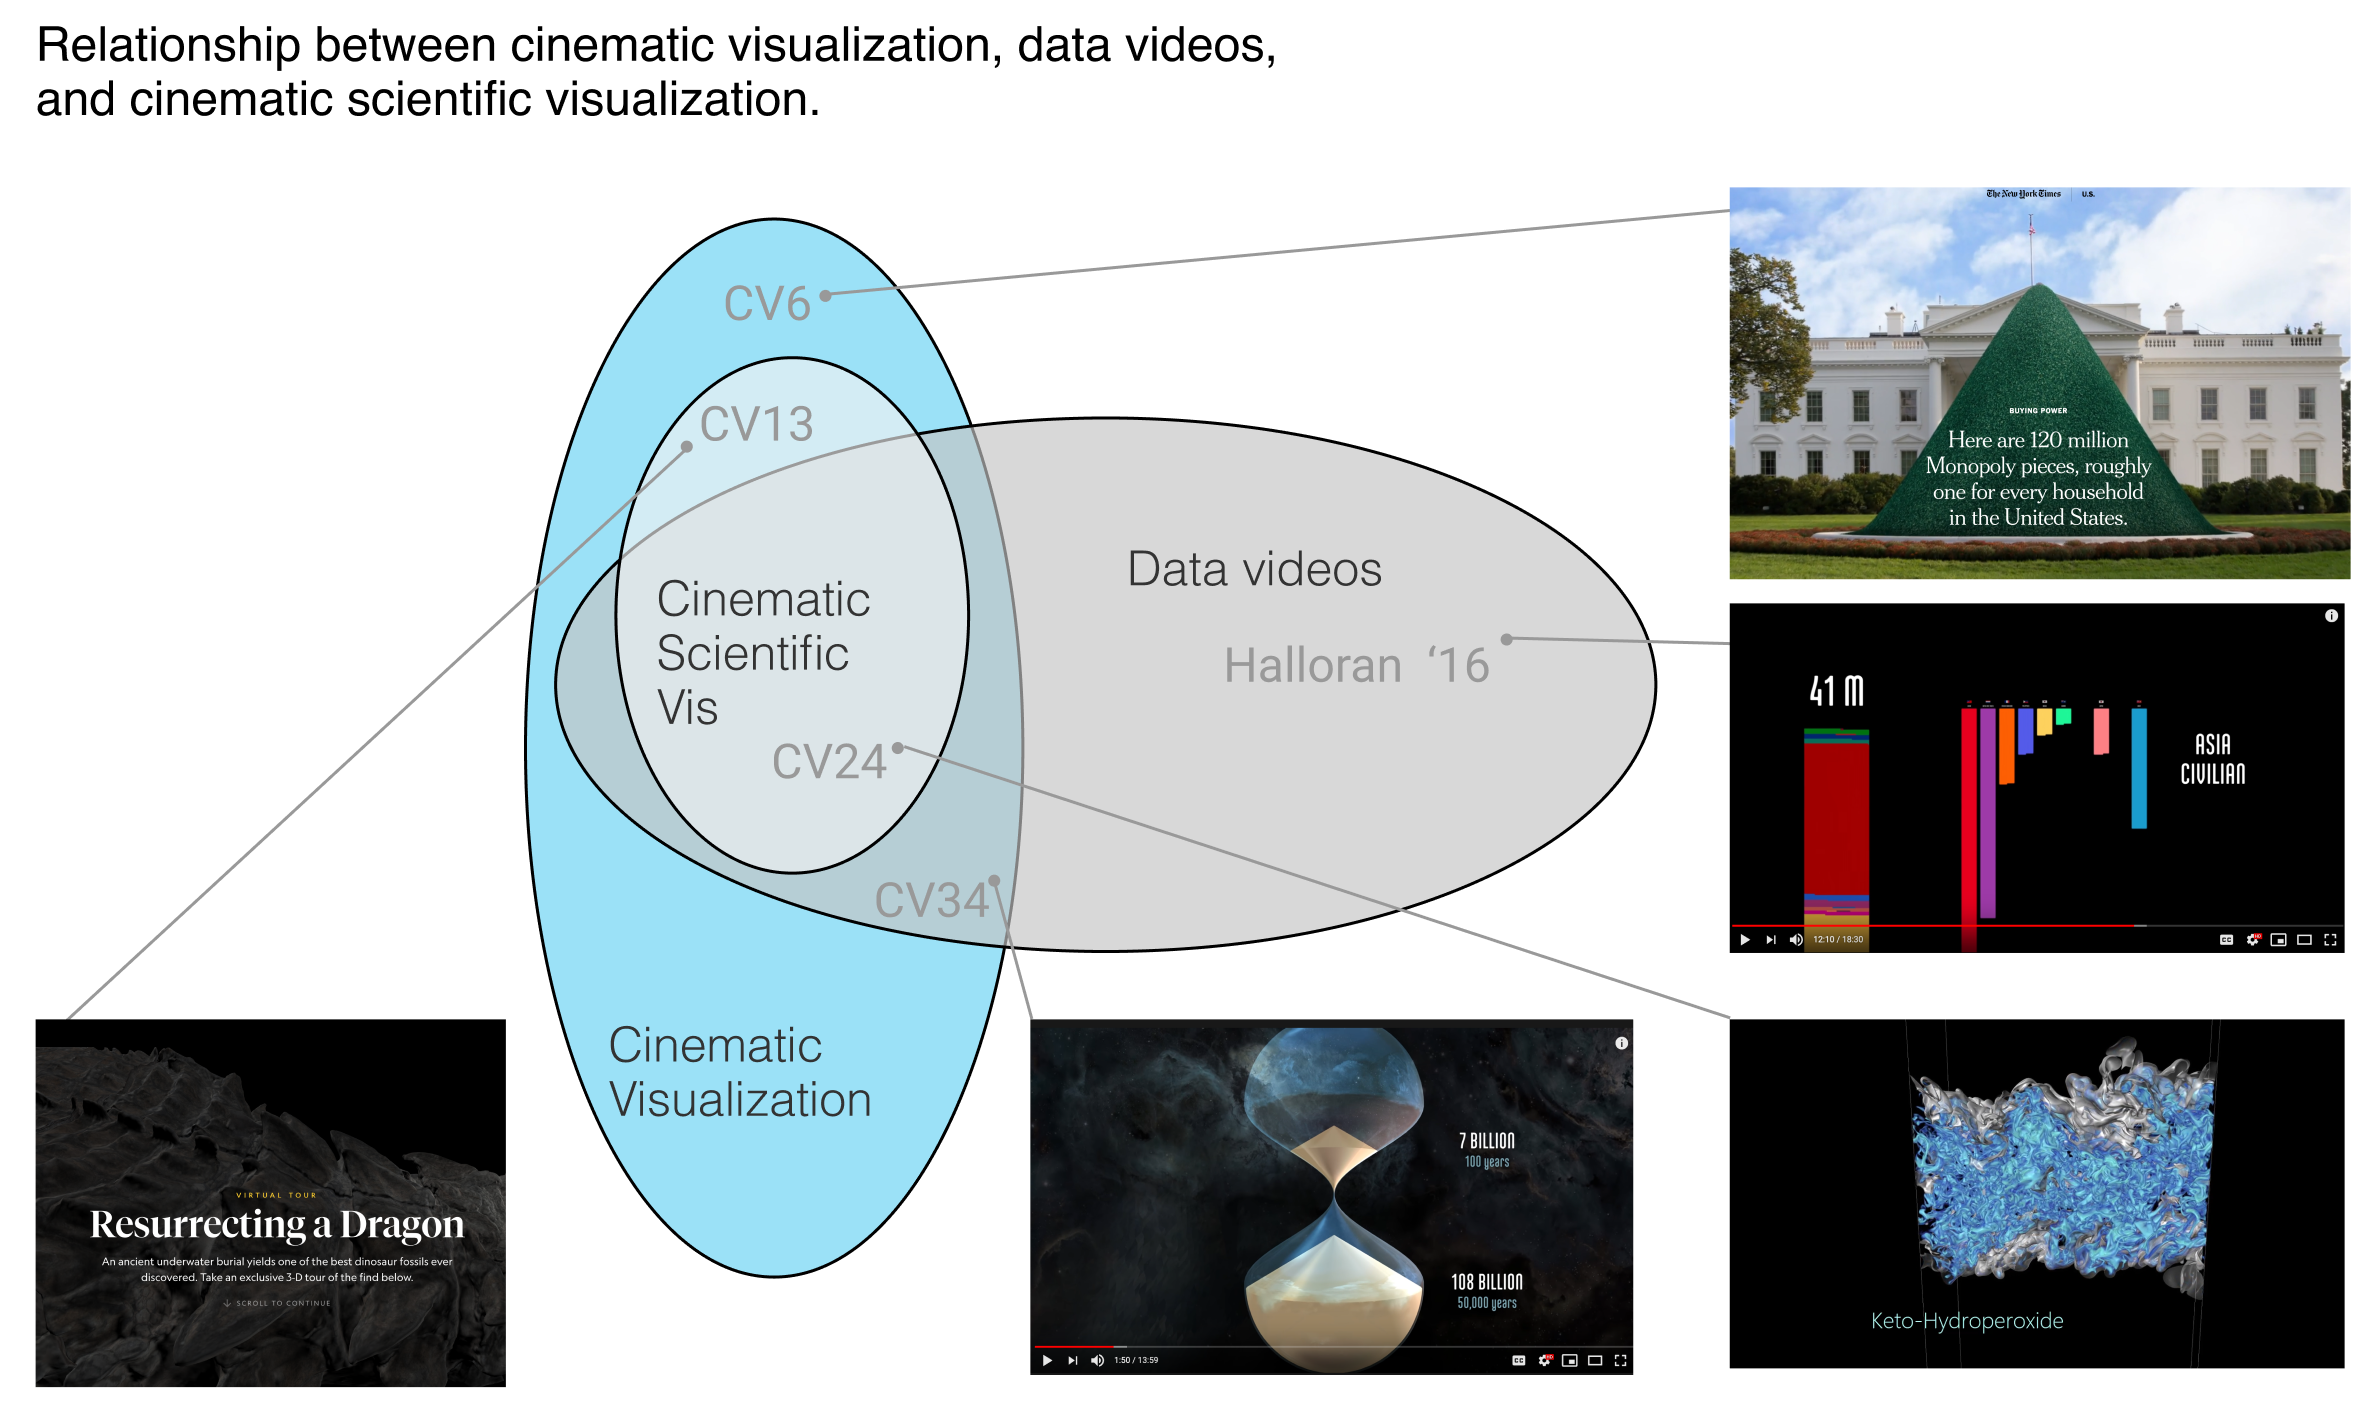 Relationship between cinematic visualization, data videos,
and cinematic scientific visualization.
CV6
CV13
Cinematic
Scientific
Vis
CV24
CV34
Cinematic
Visualization
Data videos
Halloran ‘16
The New York Times U.S.
BUYING POWER
Here are 120 million
Monopoly pieces, roughly
one for every household
in the United States.
41 M
ASIA
CIVILIAN
12:10 / 18:30
VIRTUAL TOUR
Resurrecting a Dragon
An ancient underwater burial yields one of the best dinosaur fossils ever
discovered. Take an exclusive 3-D tour of the find below.
SCROLL TO CONTINUE
7 BILLION
100 years
108 BILLION
50,000 years
1:50 / 13:59
Keto-Hydroperoxide